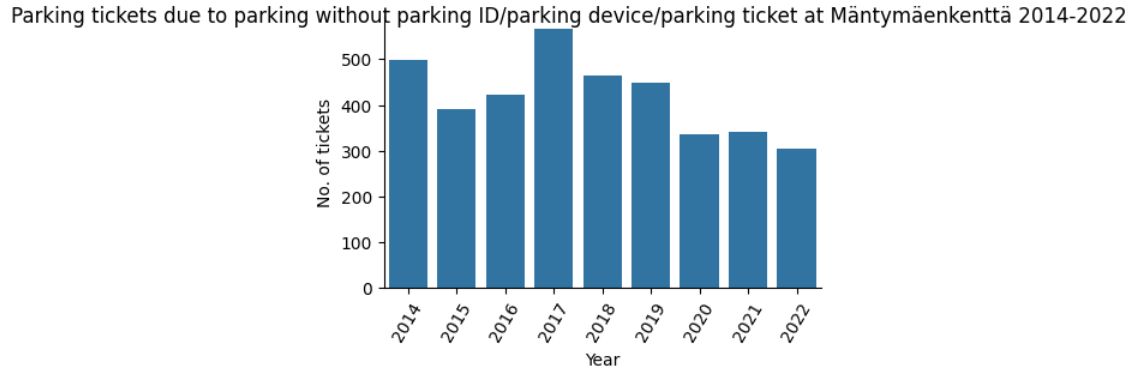 Parking tickets due to parking without parking ID/parking device/parking ticket at Mäntymäenkenttä 2014-2022
500
400
300
200
100
0
No. of tickets
2014 2015 2016 2017 2018 2019 2020 2021 2022
Year